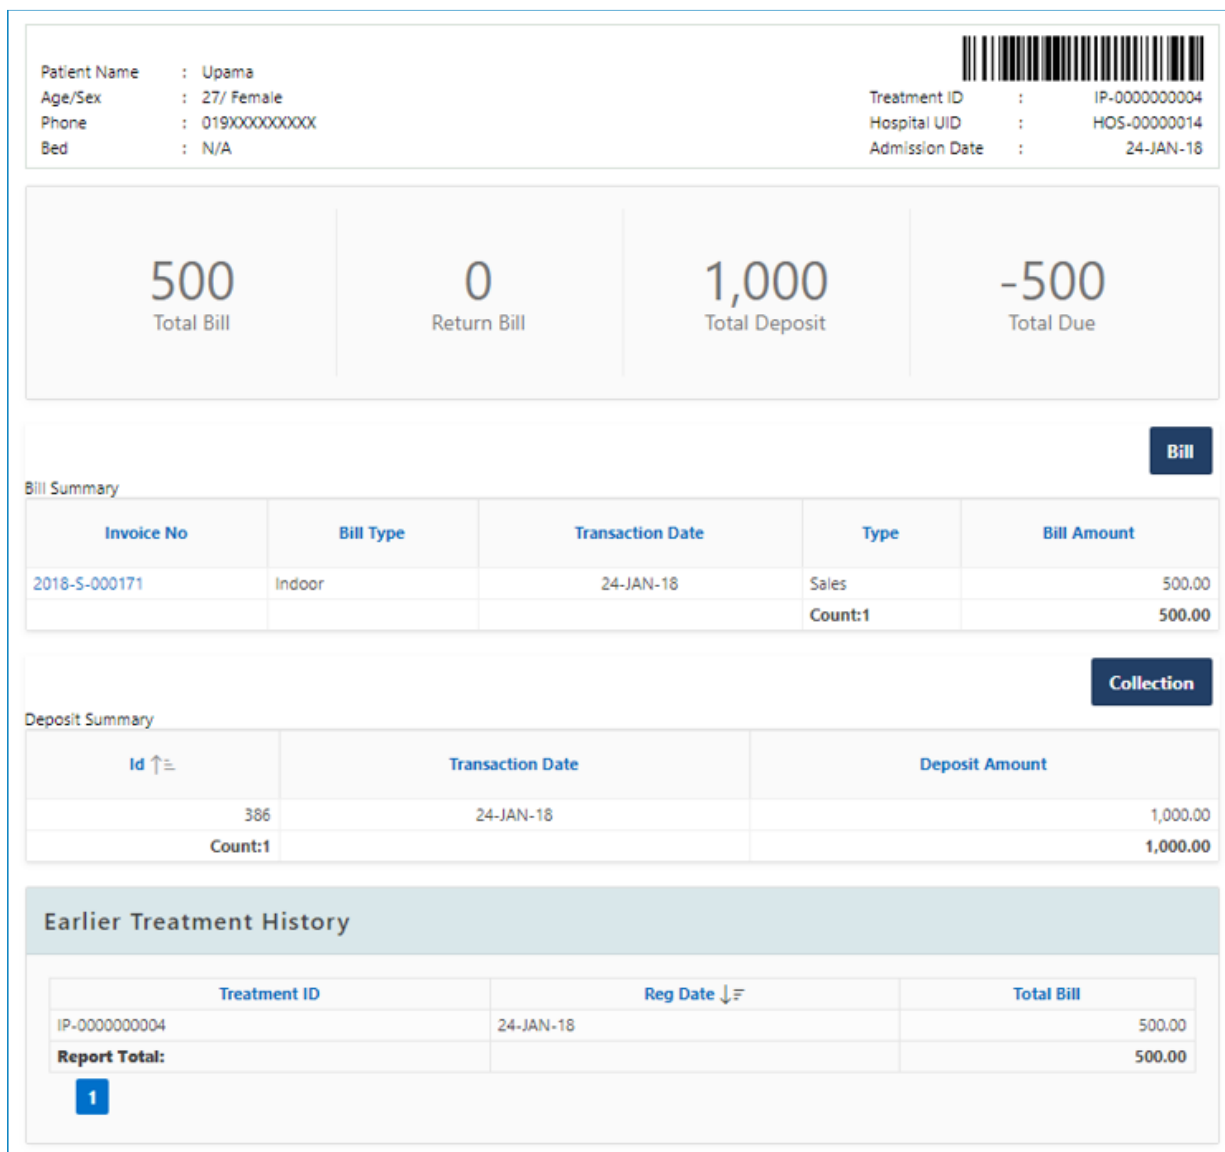 Patient Name : Upama
Age/Sex : 27/ Female
Phone : 019XXXXXXXXX
Bed : N/A
Treatment ID : IP-0000000004
Hospital UID : HOS-00000014
Admission Date : 24-JAN-18
500 0 1,000 -500
Total Bill Return Bill Total Deposit Total Due
Bill
Bill Summary
Invoice No Bill Type Transaction Date Type Bill Amount
2018-S-000171 Indoor 24-JAN-18 Sales 500.00
Count:1 500.00
Collection
Deposit Summary
Id Transaction Date Deposit Amount
386 24-JAN-18 1,000.00
Count:1 1,000.00
Earlier Treatment History
Treatment ID Reg Date Total Bill
IP-0000000004 24-JAN-18 500.00
Report Total: 500.00
1